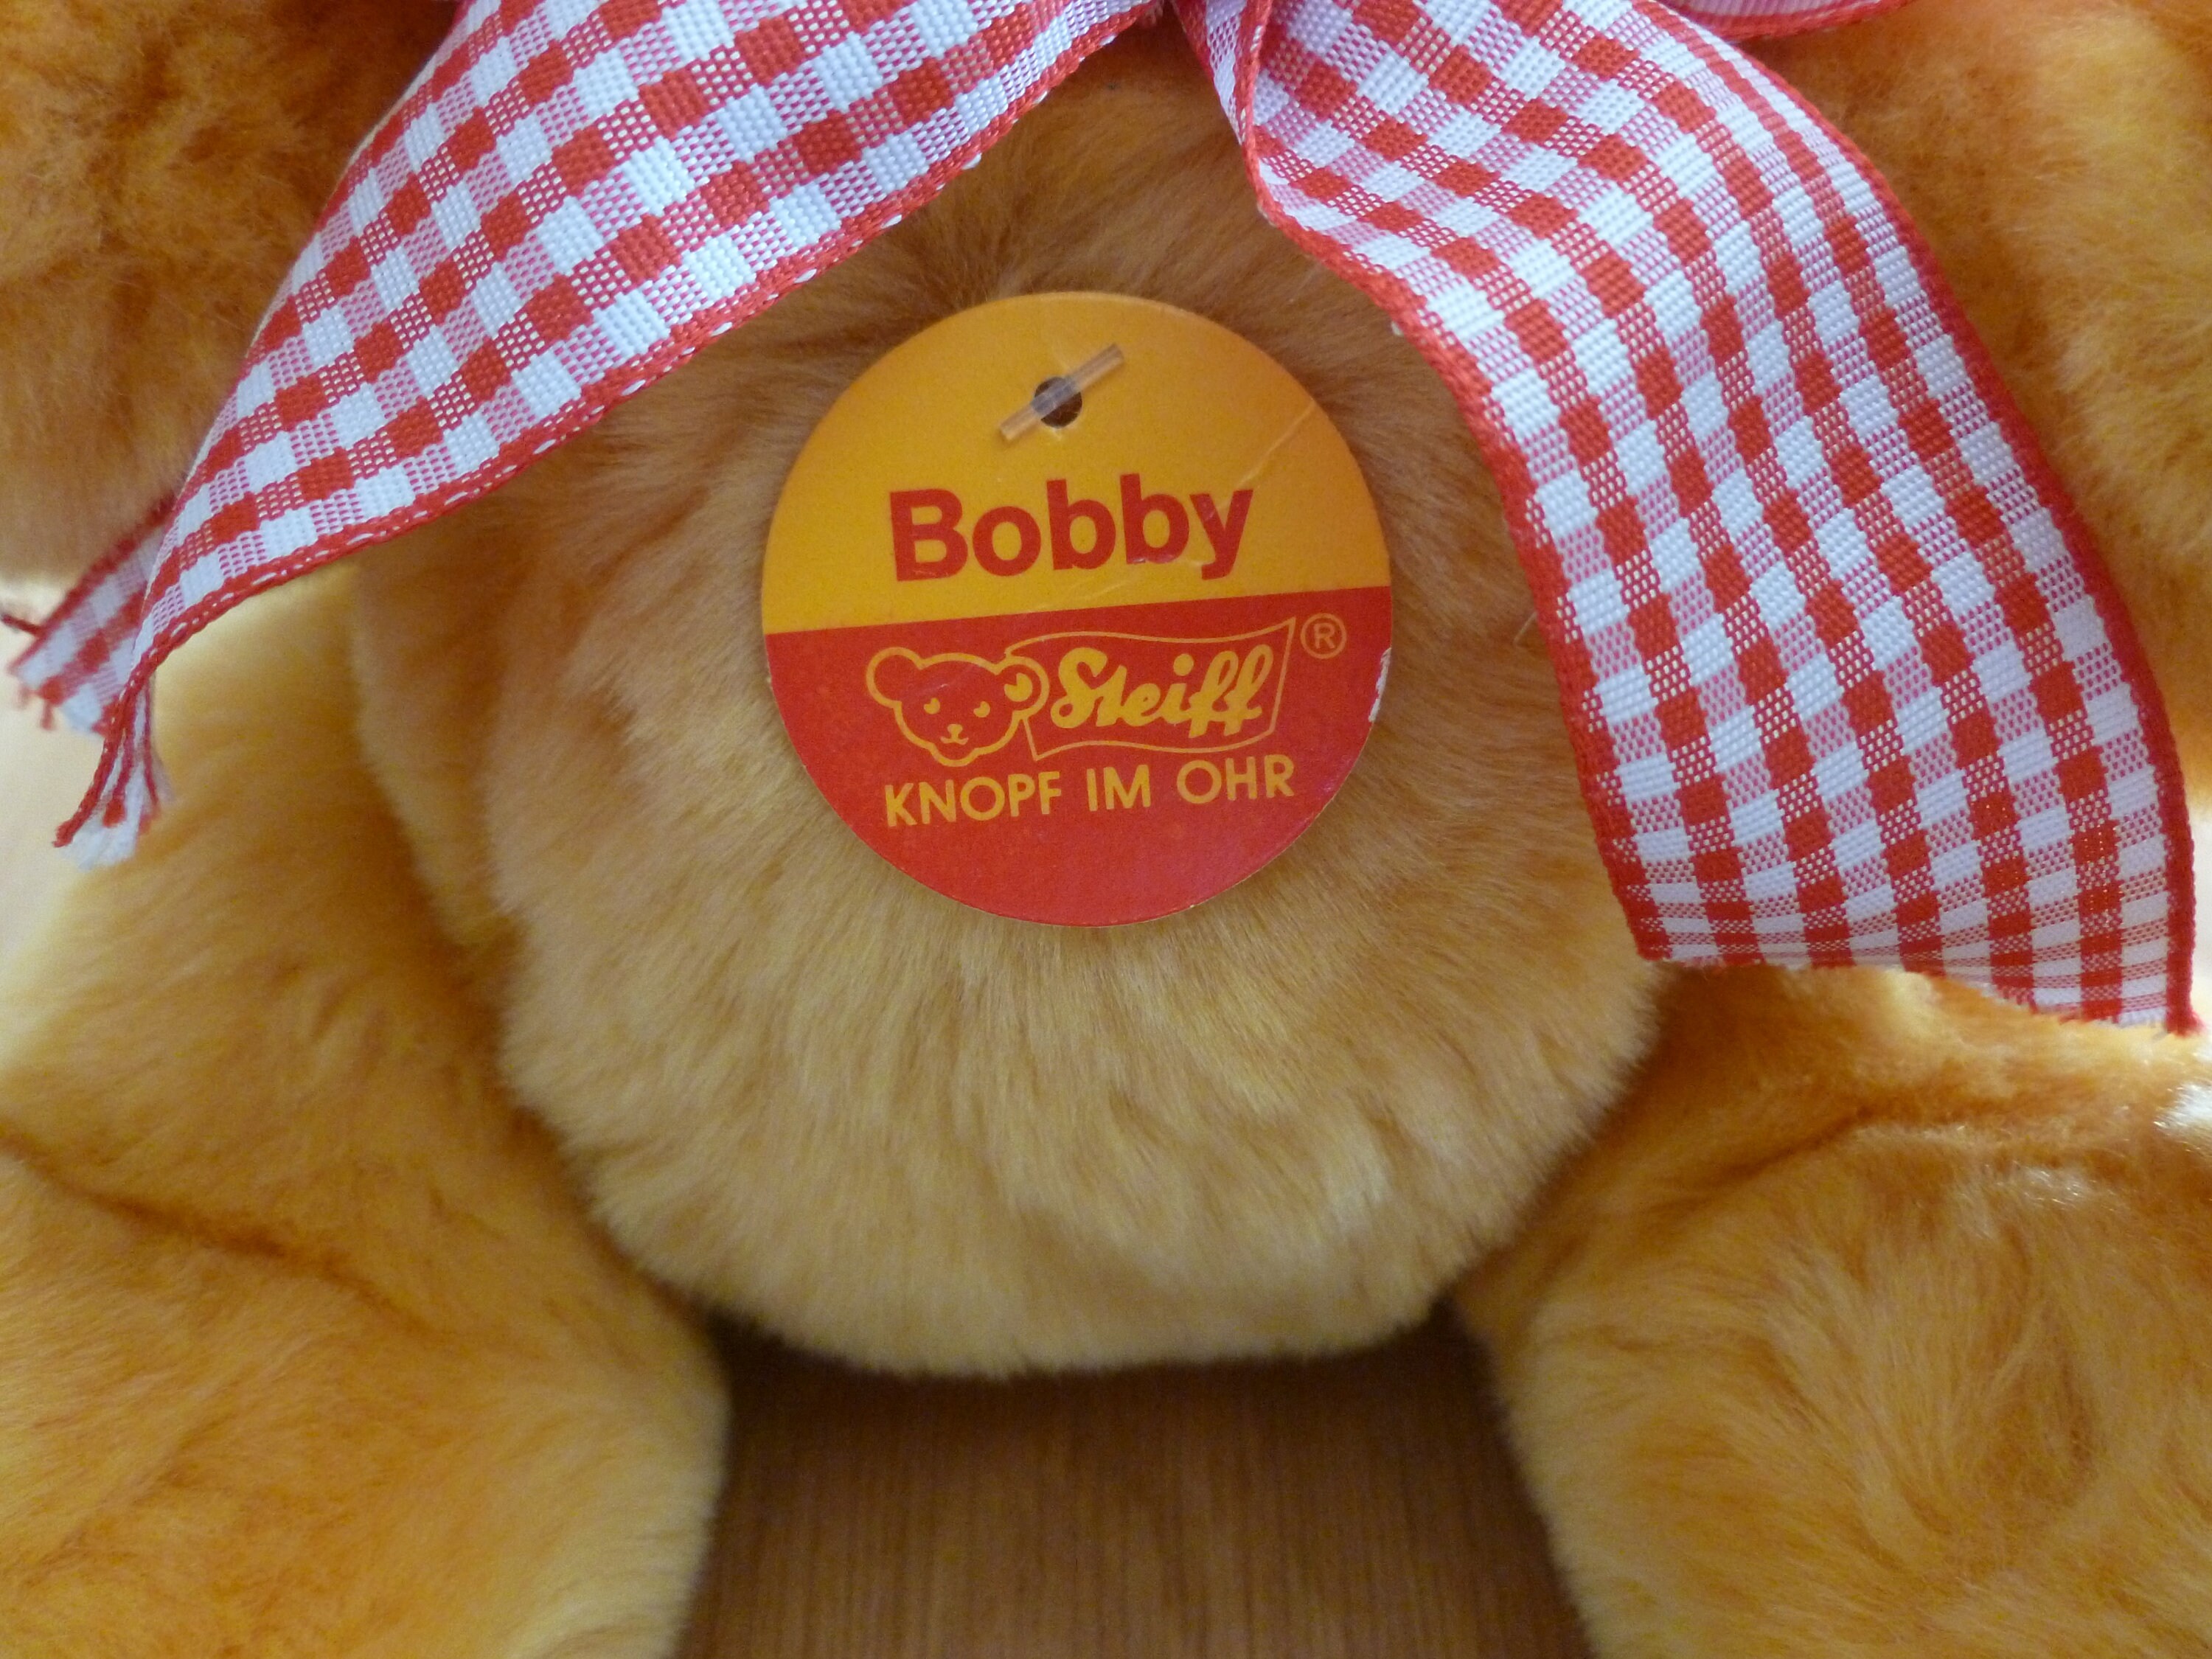 Bobby
Steiff ®
KNOPF IM OHR